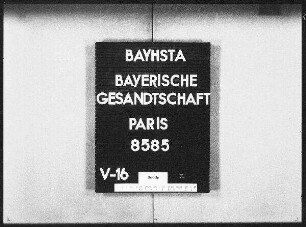 BAYHSTA
BAYERISCHE
GESANDTSCHAFT
PARIS
8585
V-16